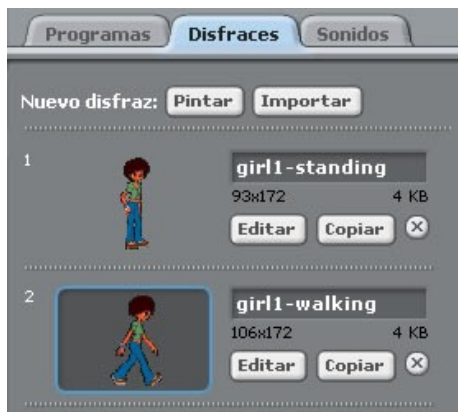 Programas Disfraces Sonidos
Nuevo disfraz: Pintar Importar
1
girl1-standing
93x172 4 KB
Editar Copiar
2
girl1-walking
106x172 4 KB
Editar Copiar